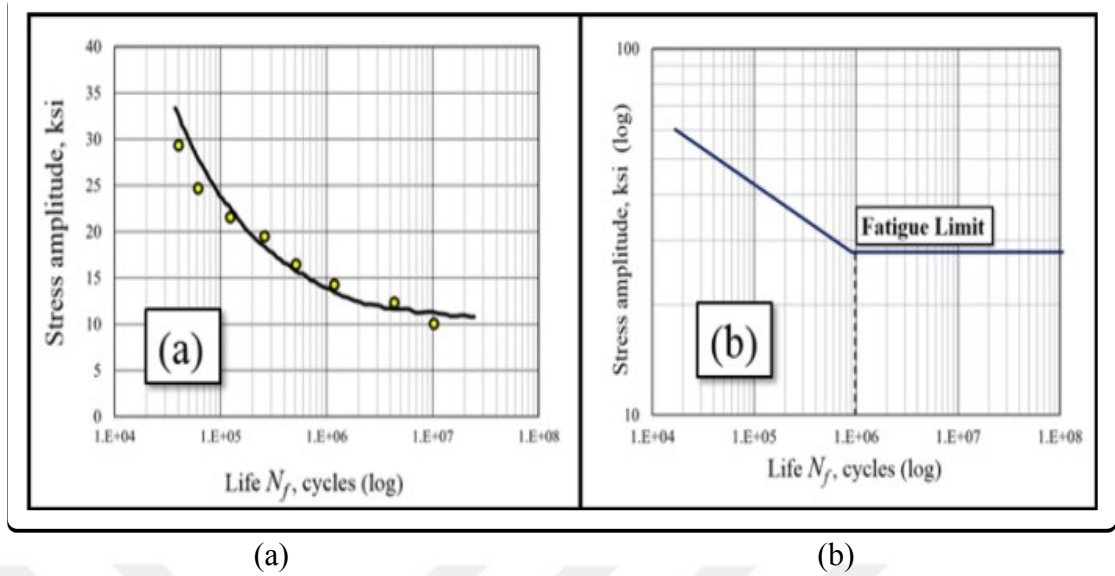 40
35
30
25
20
15
10
5
0
1.E+04 1.E+05 1.E+06 1.E+07 1.E+08
Stress amplitude, ksi
Life Nf, cycles (log)
(a)
100
10
1.E+04 1.E+05 1.E+06 1.E+07 1.E+08
Stress amplitude, ksi (log)
Life Nf, cycles (log)
Fatigue Limit
(b)
(a) (b)